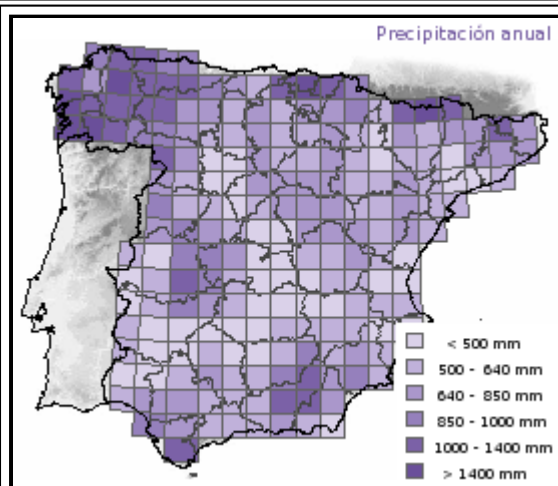 Precipitación anual
< 500 mm
500 - 640 mm
640 - 850 mm
850 - 1000 mm
1000 - 1400 mm
> 1400 mm